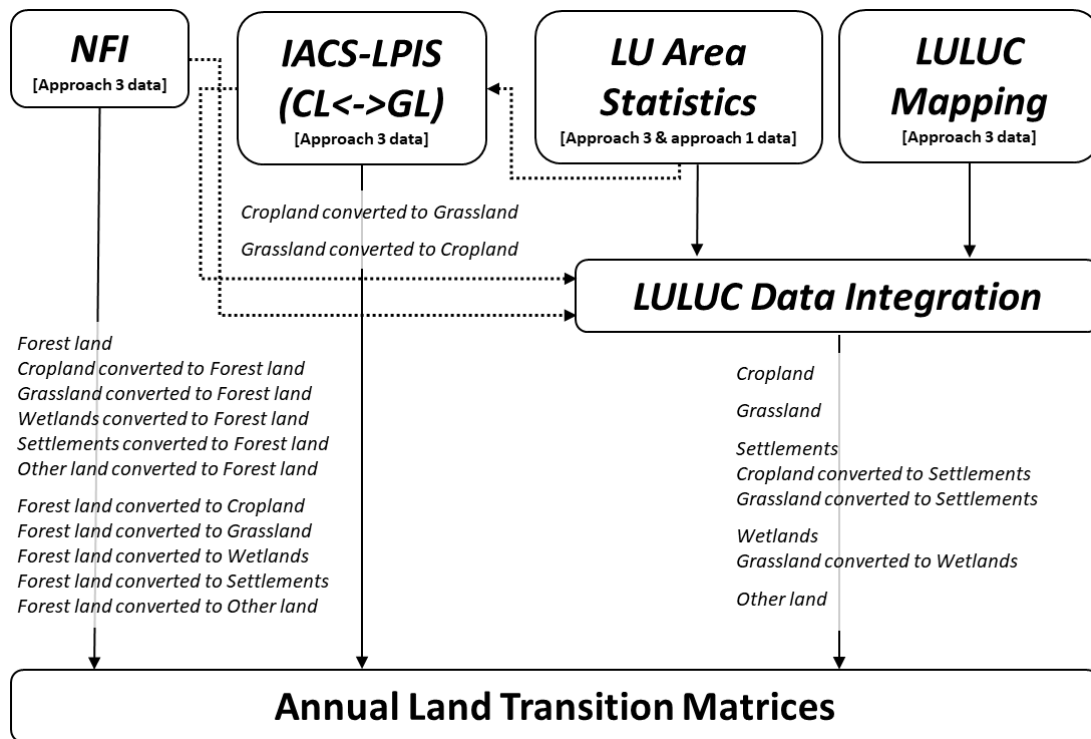 NFI
[Approach 3 data]
IACS-LPIS
(CL<->GL)
[Approach 3 data]
LU Area
Statistics
[Approach 3 & approach 1 data]
LULUC
Mapping
[Approach 3 data]
Cropland converted to Grassland
Grassland converted to Cropland
LULUC Data Integration
Forest land
Cropland converted to Forest land
Grassland converted to Forest land
Wetlands converted to Forest land
Settlements converted to Forest land
Other land converted to Forest land
Forest land converted to Cropland
Forest land converted to Grassland
Forest land converted to Wetlands
Forest land converted to Settlements
Forest land converted to Other land
Cropland
Grassland
Settlements
Cropland converted to Settlements
Grassland converted to Settlements
Wetlands
Grassland converted to Wetlands
Other land
Annual Land Transition Matrices